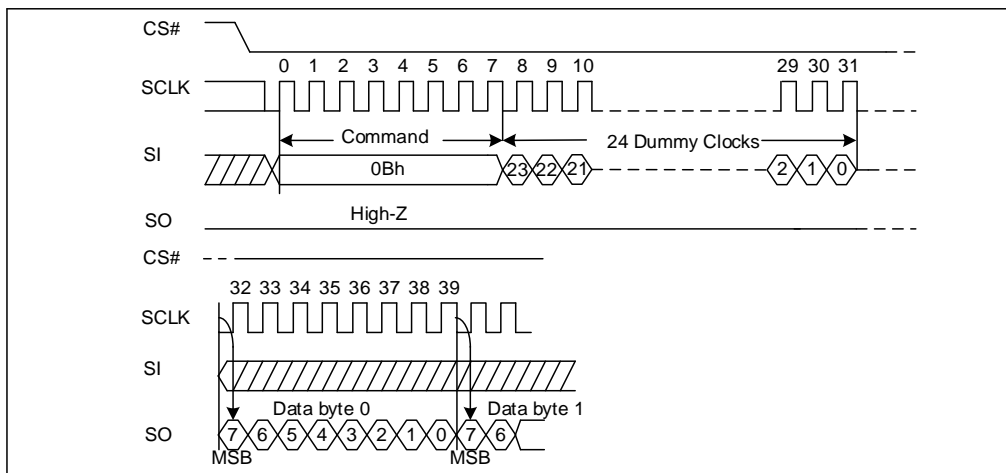 CS#
0 1 2 3 4 5 6 7 8 9 10 29 30 31
SCLK
Command 24 Dummy Clocks
SI
0Bh 23 22 21 2 1 0
High-Z
SO
CS#
32 33 34 35 36 37 38 39
SCLK
SI
Data byte 0 Data byte 1
SO 7 6 5 4 3 2 1 0 7 6
MSB MSB